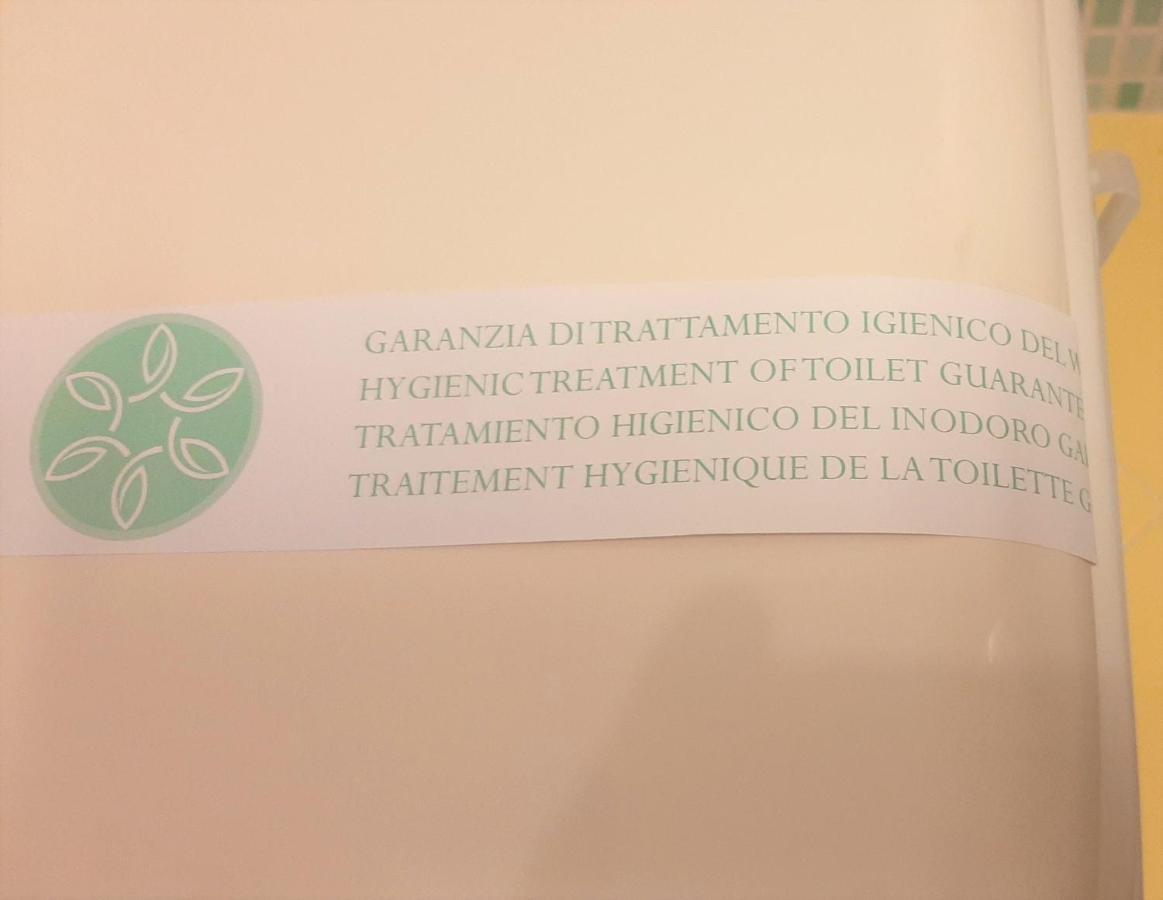 GARANZIA DI TRATTAMENTO IGIENICO DEL
HYGIENIC TREATMENT OF TOILET
TRATAMIENTO HIGIENICO DEL INODORO
TRAITEMENT HYGIENIQUE DE LA TOILETTE